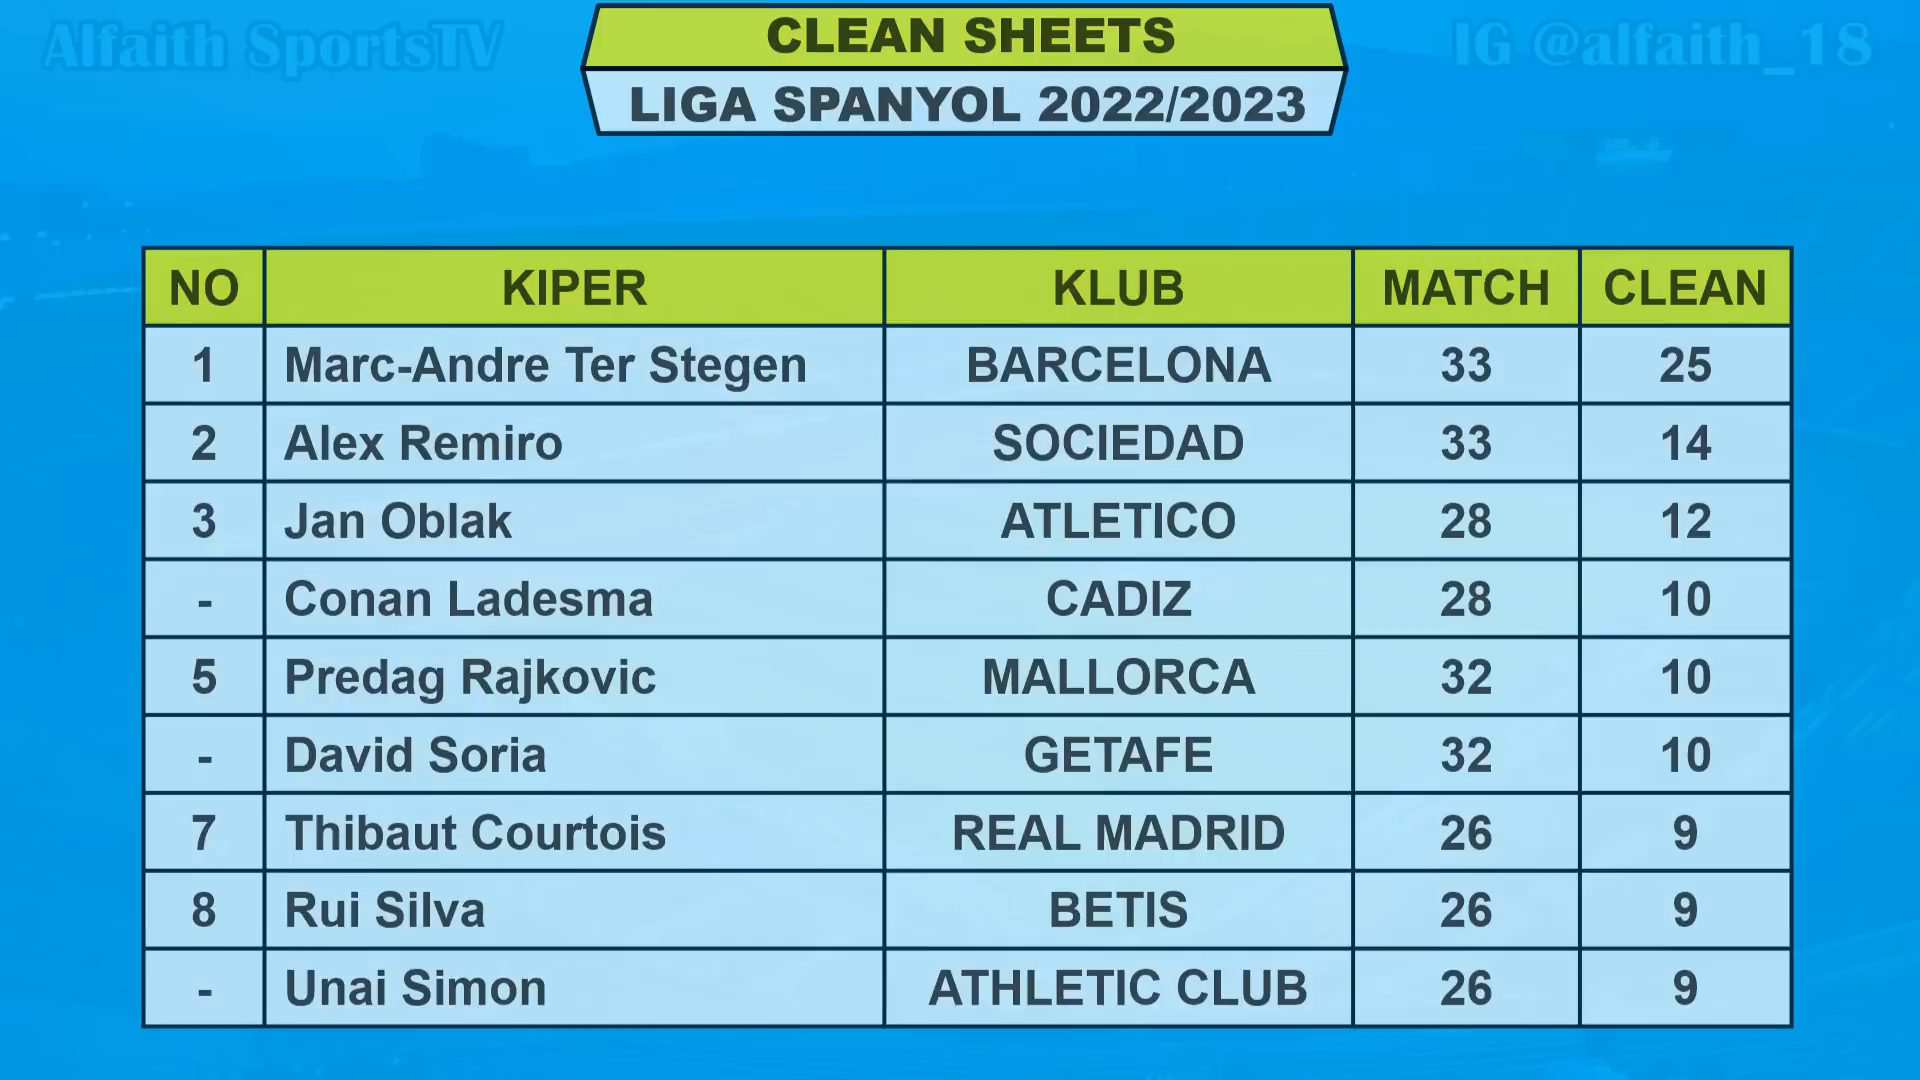 Alfaith SportsTV
CLEAN SHEETS
IG @alfaith_18
LIGA SPANYOL 2022/2023
NO KIPER KLUB MATCH CLEAN
1 Marc-Andre Ter Stegen BARCELONA 33 25
2 Alex Remiro SOCIEDAD 33 14
3 Jan Oblak ATLETICO 28 12
- Conan Ladesma CADIZ 28 10
5 Predag Rajkovic MALLORCA 32 10
- David Soria GETAFE 32 10
7 Thibaut Courtois REAL MADRID 26 9
8 Rui Silva BETIS 26 9
- Unai Simon ATHLETIC CLUB 26 9